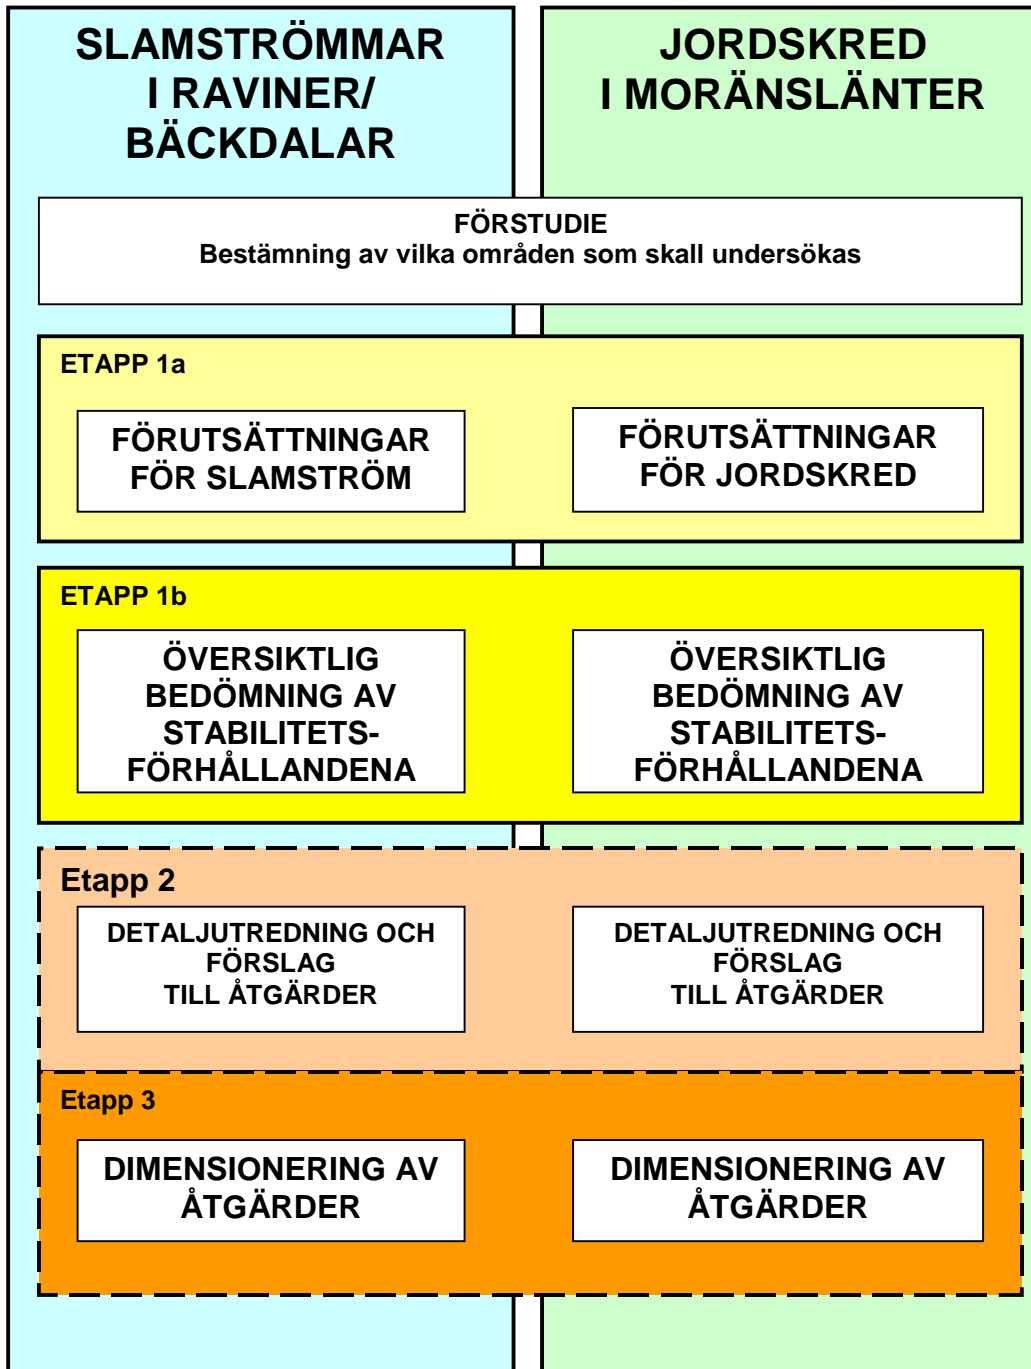 SLAMSTRÖMMAR
I RAVINER/
BÄCKDALAR
JORDSKRED
I MORÄNSLÄNTER
FÖRSTUDIE
Bestämning av vilka områden som skall undersökas
ETAPP 1a
FÖRUTSÄTTNINGAR
FÖR SLAMSTRÖM
FÖRUTSÄTTNINGAR
FÖR JORDSKRED
ETAPP 1b
ÖVERSIKTLIG
BEDÖMNING AV
STABILITETS-
FÖRHÅLLANDENA
ÖVERSIKTLIG
BEDÖMNING AV
STABILITETS-
FÖRHÅLLANDENA
Etapp 2
DETALJUTREDNING OCH
FÖRSLAG
TILL ÅTGÄRDER
DETALJUTREDNING OCH
FÖRSLAG
TILL ÅTGÄRDER
Etapp 3
DIMENSIONERING AV
ÅTGÄRDER
DIMENSIONERING AV
ÅTGÄRDER